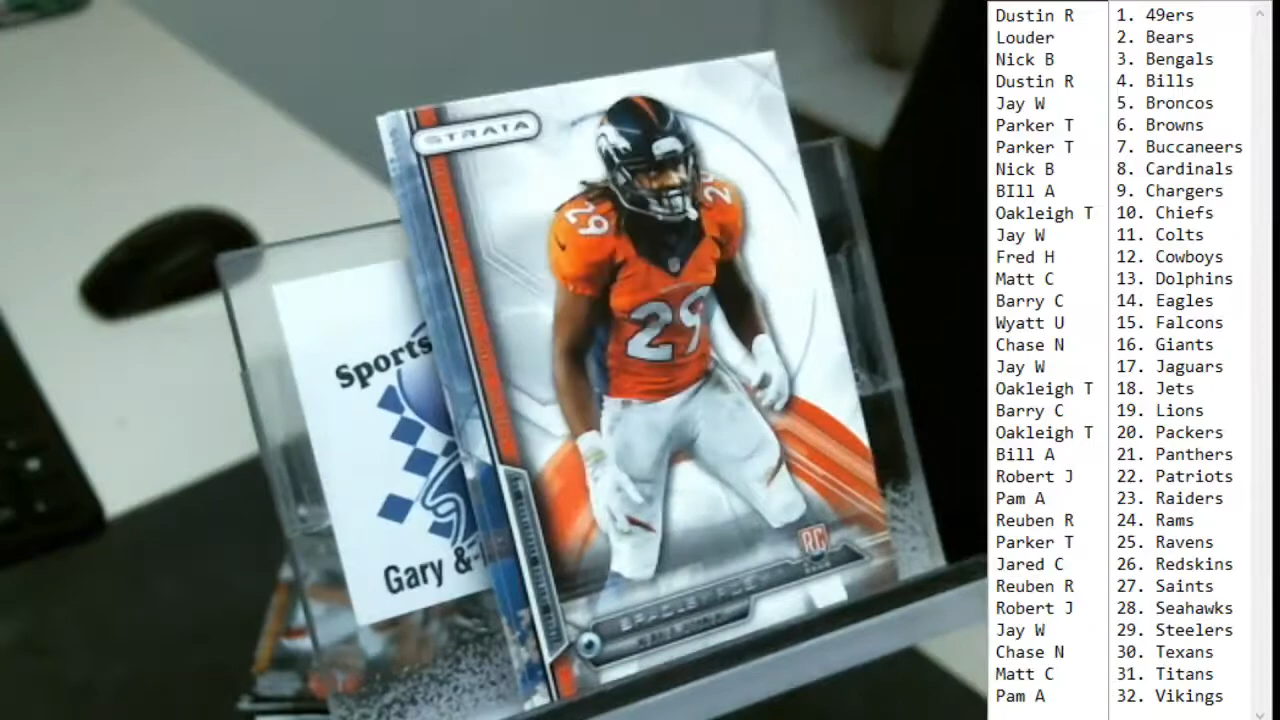 STRATA
29
29
29
RC
BRADLEY ROBY
Sports
Gary &
Dustin R 1. 49ers
Louder 2. Bears
Nick B 3. Bengals
Dustin R 4. Bills
Jay W 5. Broncos
Parker T 6. Browns
Parker T 7. Buccaneers
Nick B 8. Cardinals
BIll A 9. Chargers
Oakleigh T 10. Chiefs
Jay W 11. Colts
Fred H 12. Cowboys
Matt C 13. Dolphins
Barry C 14. Eagles
Wyatt U 15. Falcons
Chase N 16. Giants
Jay W 17. Jaguars
Oakleigh T 18. Jets
Barry C 19. Lions
Oakleigh T 20. Packers
Bill A 21. Panthers
Robert J 22. Patriots
Pam A 23. Raiders
Reuben R 24. Rams
Parker T 25. Ravens
Jared C 26. Redskins
Reuben R 27. Saints
Robert J 28. Seahawks
Jay W 29. Steelers
Chase N 30. Texans
Matt C 31. Titans
Pam A 32. Vikings